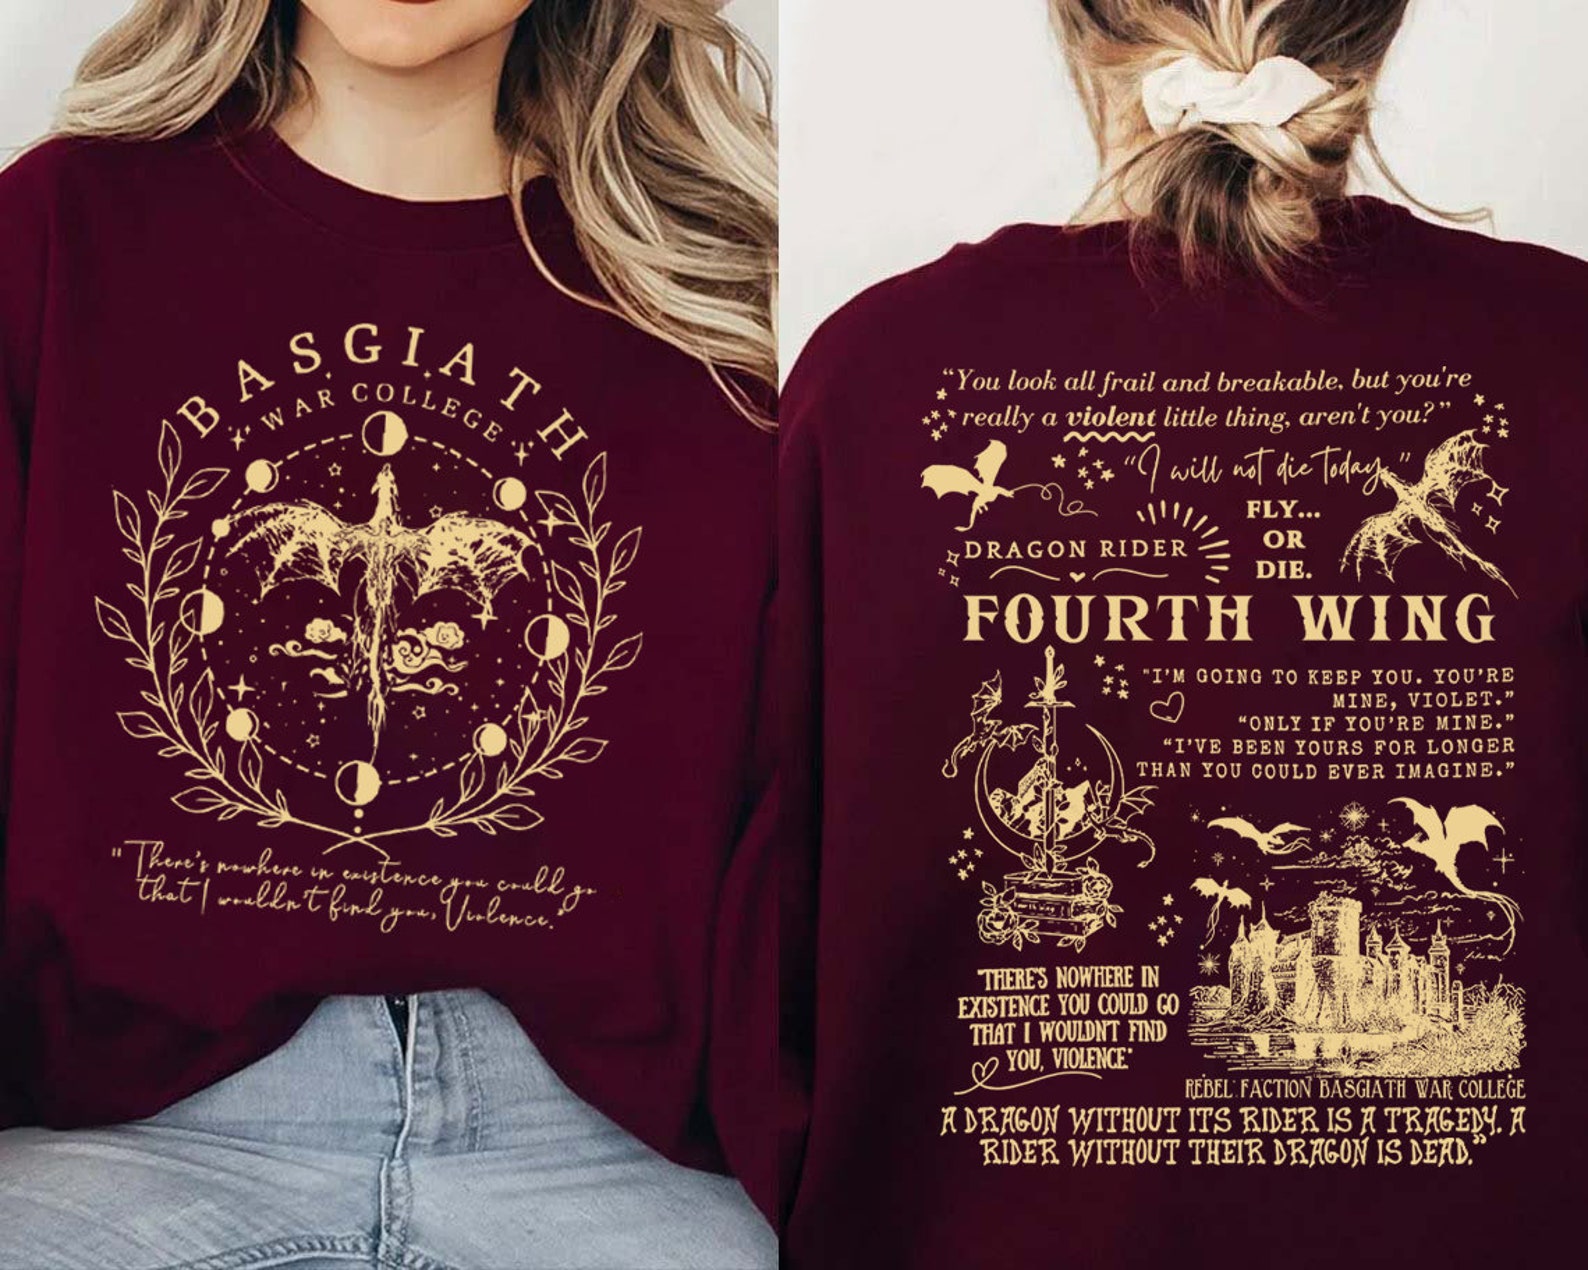 BASGIATH
WAR COLLEGE
"There's nowhere in existence you could go
that I wouldn't find you, Violence."
“You look all frail and breakable, but you're
really a violent little thing, aren't you?”
“I will not die today.”
DRAGON RIDER
FLY...
OR
DIE.
FOURTH WING
"I'M GOING TO KEEP YOU. YOU'RE
MINE, VIOLET.”
“ONLY IF YOU'RE MINE.”
“I'VE BEEN YOURS FOR LONGER
THAN YOU COULD EVER IMAGINE.”
"THERE'S NOWHERE IN
EXISTENCE YOU COULD GO
THAT I WOULDN'T FIND
YOU, VIOLENCE."
REBEL FACTION BASGIATH WAR COLLEGE
A DRAGON WITHOUT ITS RIDER IS A TRAGEDY. A
RIDER WITHOUT THEIR DRAGON IS DEAD.”